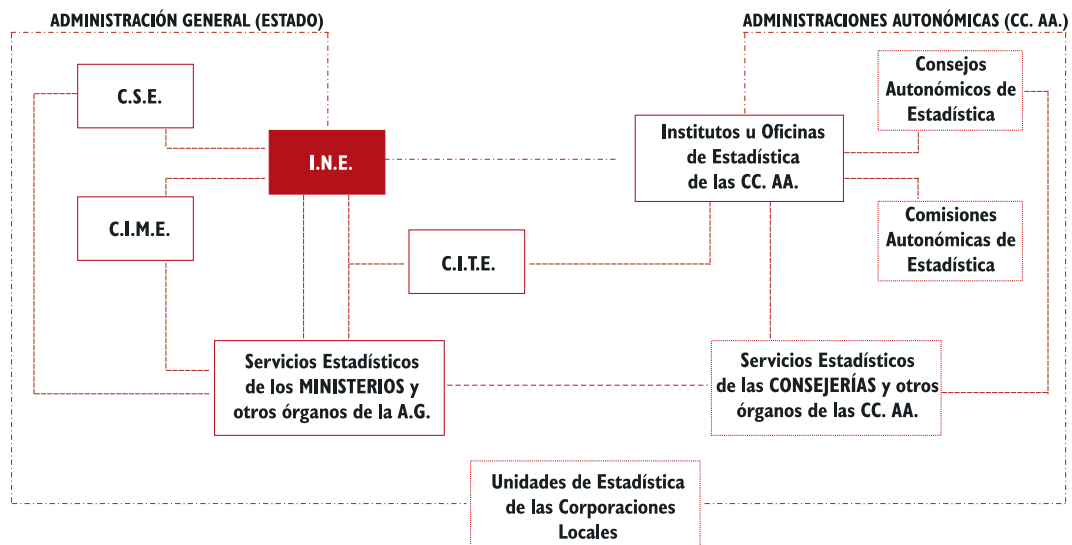 ADMINISTRACIÓN GENERAL (ESTADO)
ADMINISTRACIONES AUTONÓMICAS (CC. AA.)
C.S.E.
I.N.E.
C.I.M.E.
C.I.T.E.
Institutos u Oficinas
de Estadística
de las CC. AA.
Consejos
Autonómicos de
Estadística
Comisiones
Autonómicas de
Estadística
Servicios Estadísticos
de los MINISTERIOS y
otros órganos de la A.G.
Servicios Estadísticos
de las CONSEJERÍAS y otros
órganos de las CC. AA.
Unidades de Estadística
de las Corporaciones
Locales